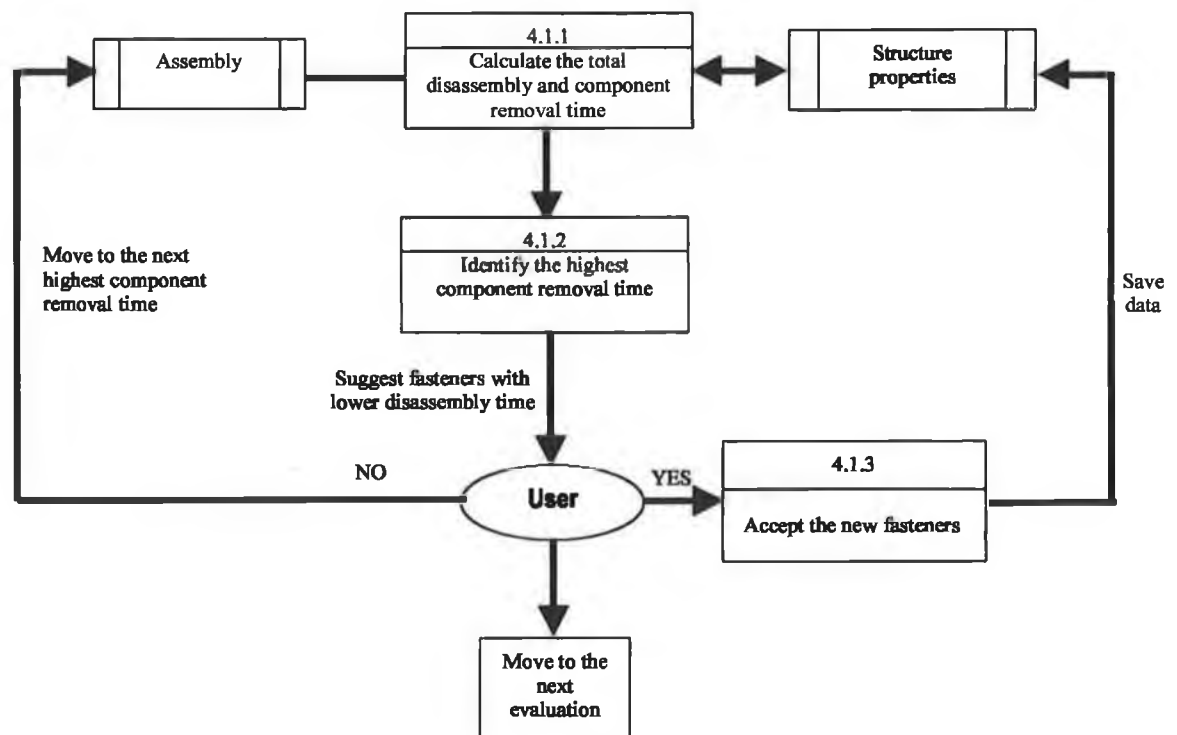 4.1.1
Assembly
Calculate the total
disassembly and component
removal time
Structure
properties
4.1.2
Identify the highest
component removal time
Move to the next
highest component
removal time
Save
data
Suggest fasteners with
lower disassembly time
NO
User
YES
4.1.3
Accept the new fasteners
Move to the
next
evaluation